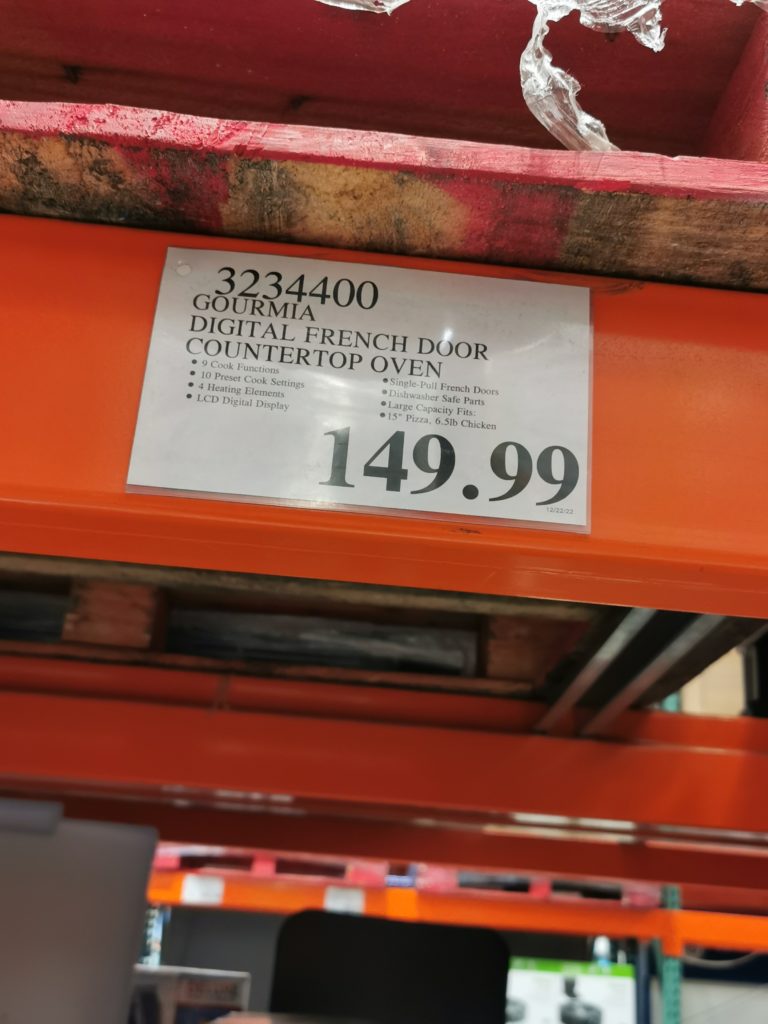 3234400
GOURMIA
DIGITAL FRENCH DOOR
COUNTERTOP OVEN
• 9 Cook Functions
• 10 Preset Cook Settings
• 4 Heating Elements
• LCD Digital Display
• Single-Pull French Doors
• Dishwasher Safe Parts
• Large Capacity Fits:
• 15" Pizza, 6.5lb Chicken
149.99
12/22/22